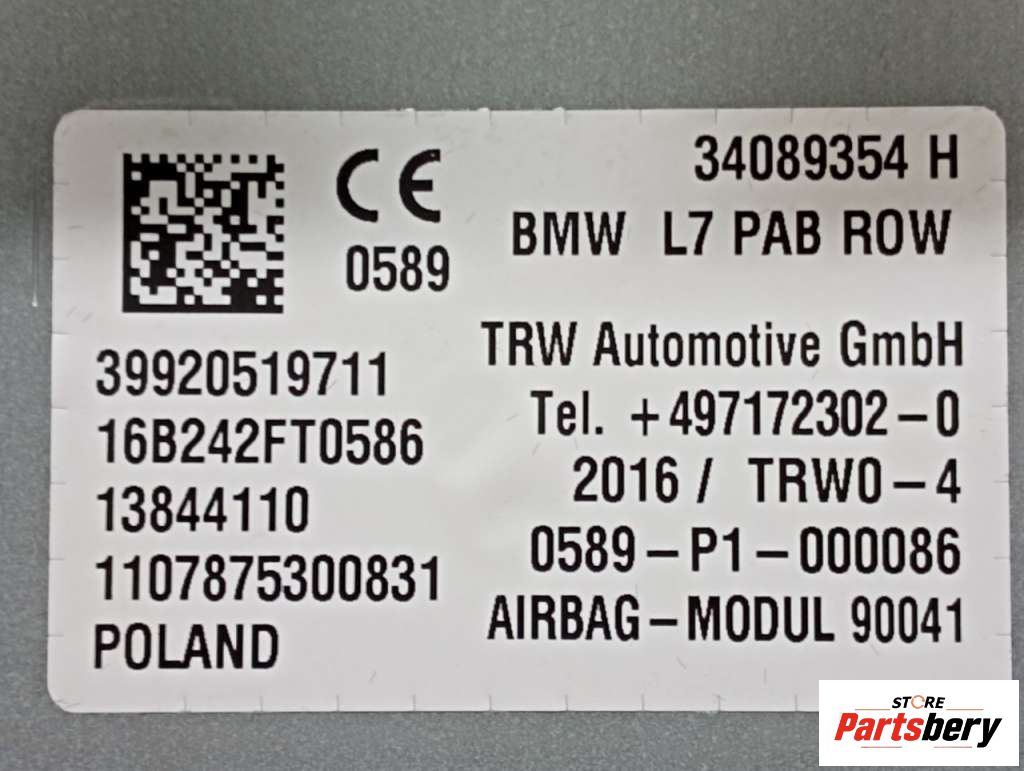 34089354 H
CE
0589
BMW L7 PAB ROW
TRW Automotive GmbH
39920519711
Tel. +497172302-0
16B242FT0586
2016 / TRW0-4
13844110
0589-P1-000086
1107875300831
AIRBAG-MODUL 90041
POLAND
STORE
Partsbery